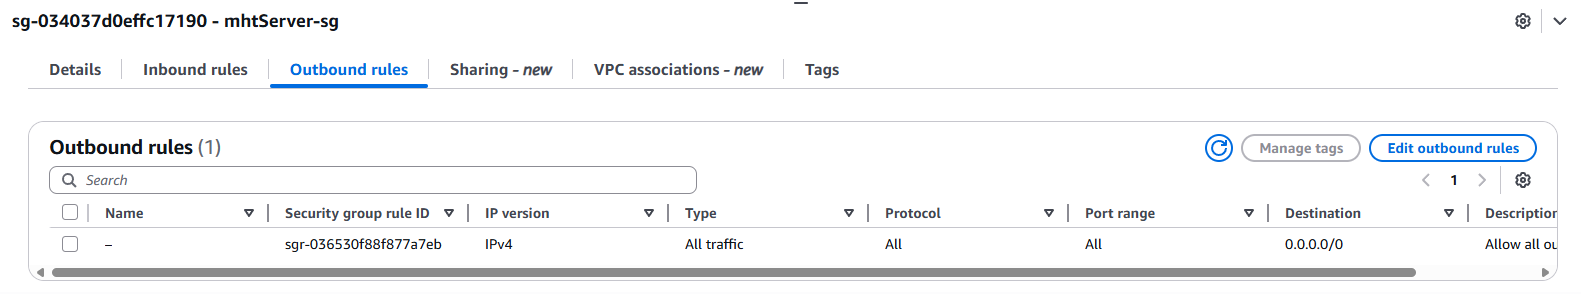 sg-034037d0effc17190 - mhtServer-sg
Details Inbound rules Outbound rules Sharing - new VPC associations - new Tags
Outbound rules (1)
Manage tags Edit outbound rules
Search
1
Name Security group rule ID IP version Type Protocol Port range Destination Description
– sgr-036530f88f877a7eb IPv4 All traffic All All 0.0.0.0/0 Allow all ou